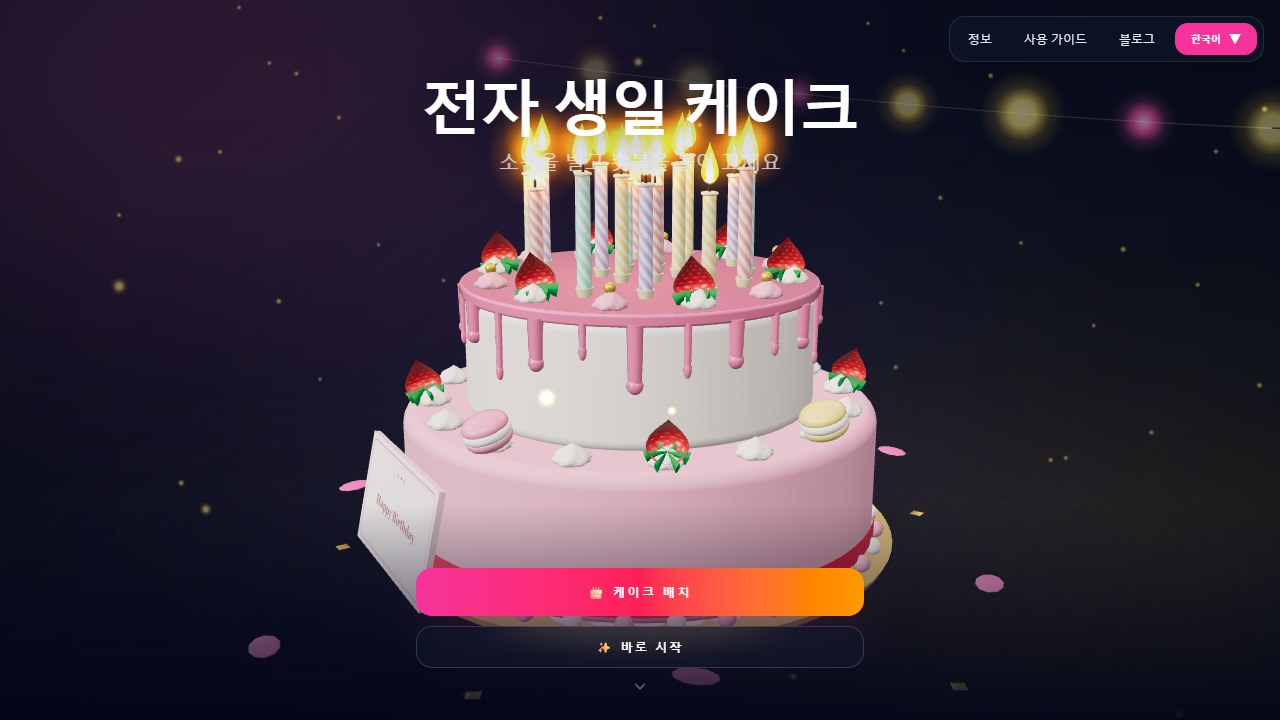 정보
사용 가이드
블로그
한국어 ▼
전자 생일 케이크
Happy Birthday
케이크 배치
바로 시작